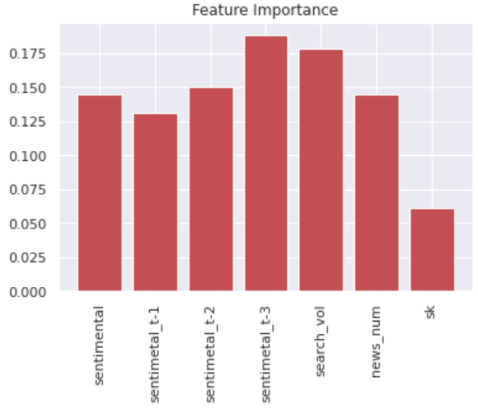 Feature Importance
0.175
0.150
0.125
0.100
0.075
0.050
0.025
0.000
sentimental
sentimetal_t-1
sentimetal_t-2
sentimetal_t-3
search_vol
news_num
sk